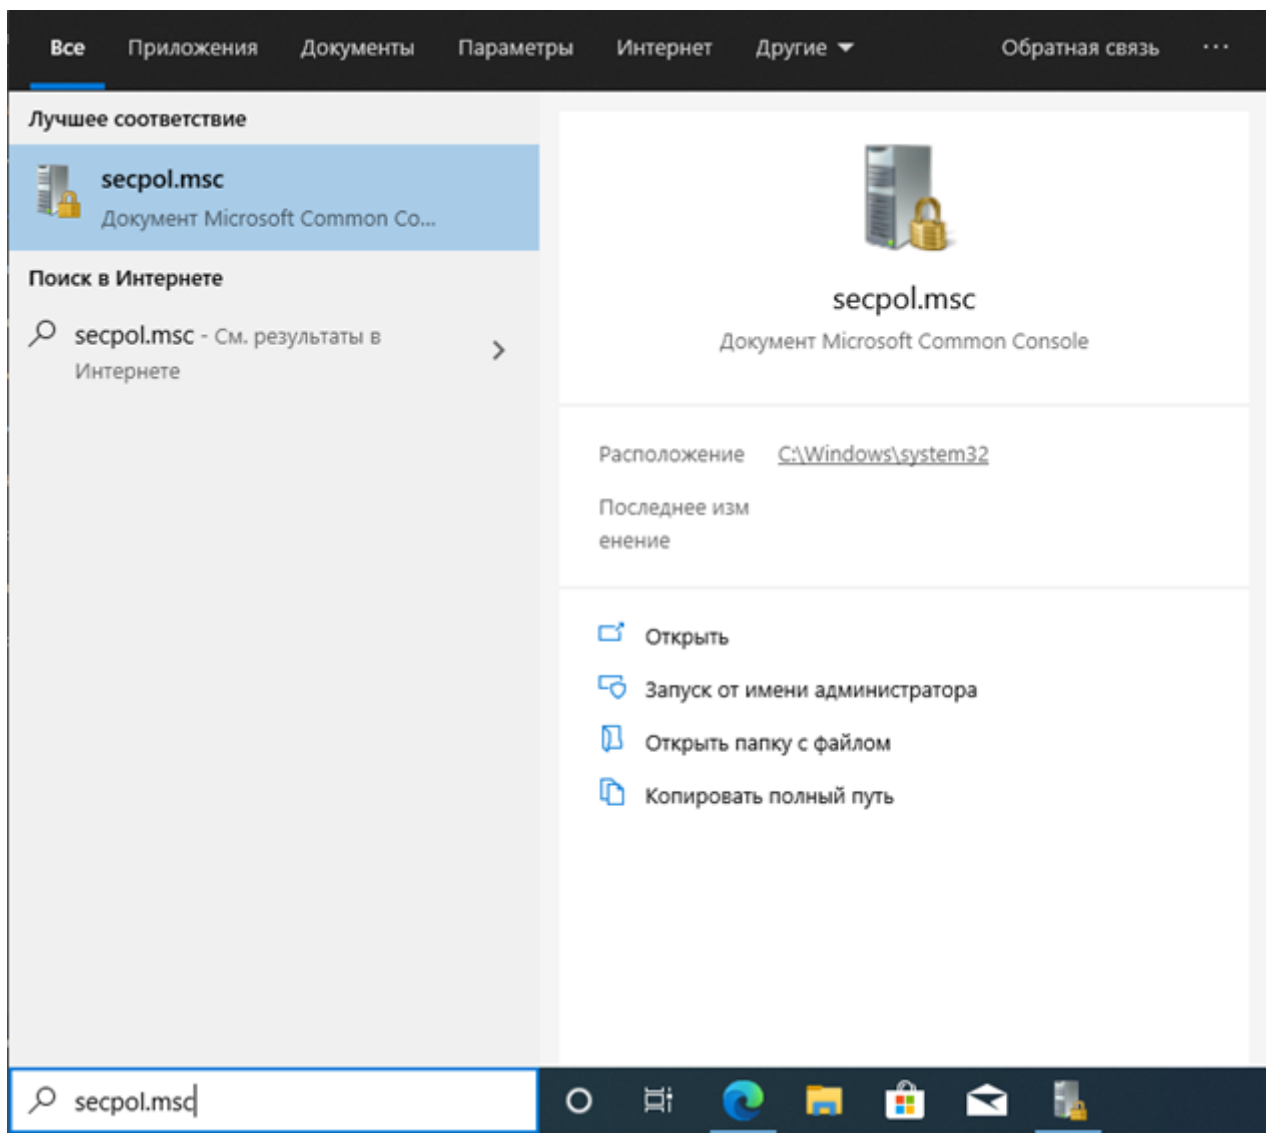 Все Приложения Документы Параметры Интернет Другие Обратная связь ···
Лучшее соответствие
secpol.msc
Документ Microsoft Common Co...
Поиск в Интернете
secpol.msc - См. результаты в
Интернете
secpol.msc
Документ Microsoft Common Console
Расположение C:\Windows\system32
Последнее изм
енение
Открыть
Запуск от имени администратора
Открыть папку с файлом
Копировать полный путь
secpol.msc